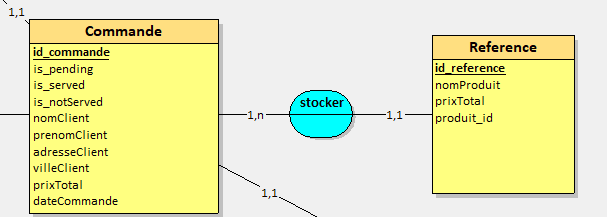 1,1
Commande
id_commande
is_pending
is_served
is_notServed
nomClient
prenomClient
adresseClient
villeClient
prixTotal
dateCommande
1,n
stocker
1,1
Reference
id_reference
nomProduit
prixTotal
produit_id
1,1